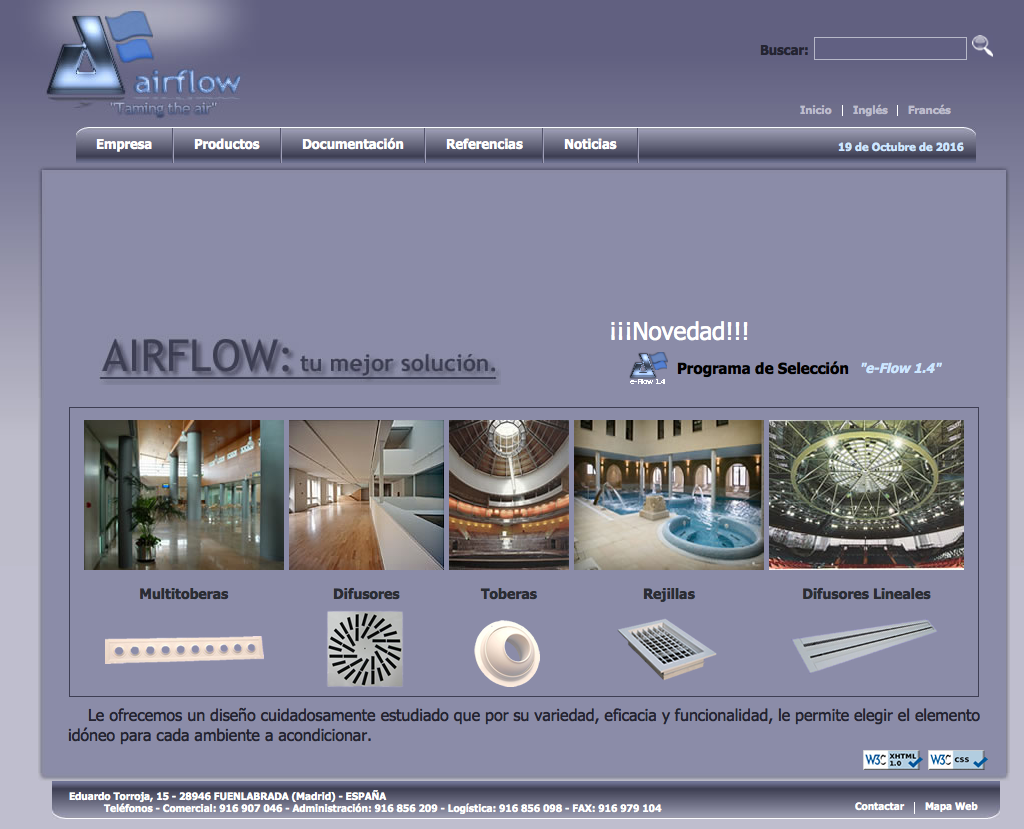 airflow
"Taming the air"
Buscar:
Inicio | Inglés | Francés
Empresa Productos Documentación Referencias Noticias
19 de Octubre de 2016
AIRFLOW: tu mejor solución.
¡¡¡Novedad!!!
e-Flow 1.4
Programa de Selección "e-Flow 1.4"
Multitoberas Difusores Toberas Rejillas Difusores Lineales
Le ofrecemos un diseño cuidadosamente estudiado que por su variedad, eficacia y funcionalidad, le permite elegir el elemento
idóneo para cada ambiente a acondicionar.
W3C XHTML 1.0 W3C css
Eduardo Torroja, 15 - 28946 FUENLABRADA (Madrid) - ESPAÑA
Teléfonos - Comercial: 916 907 046 - Administración: 916 856 209 - Logística: 916 856 098 - FAX: 916 979 104
Contactar | Mapa Web